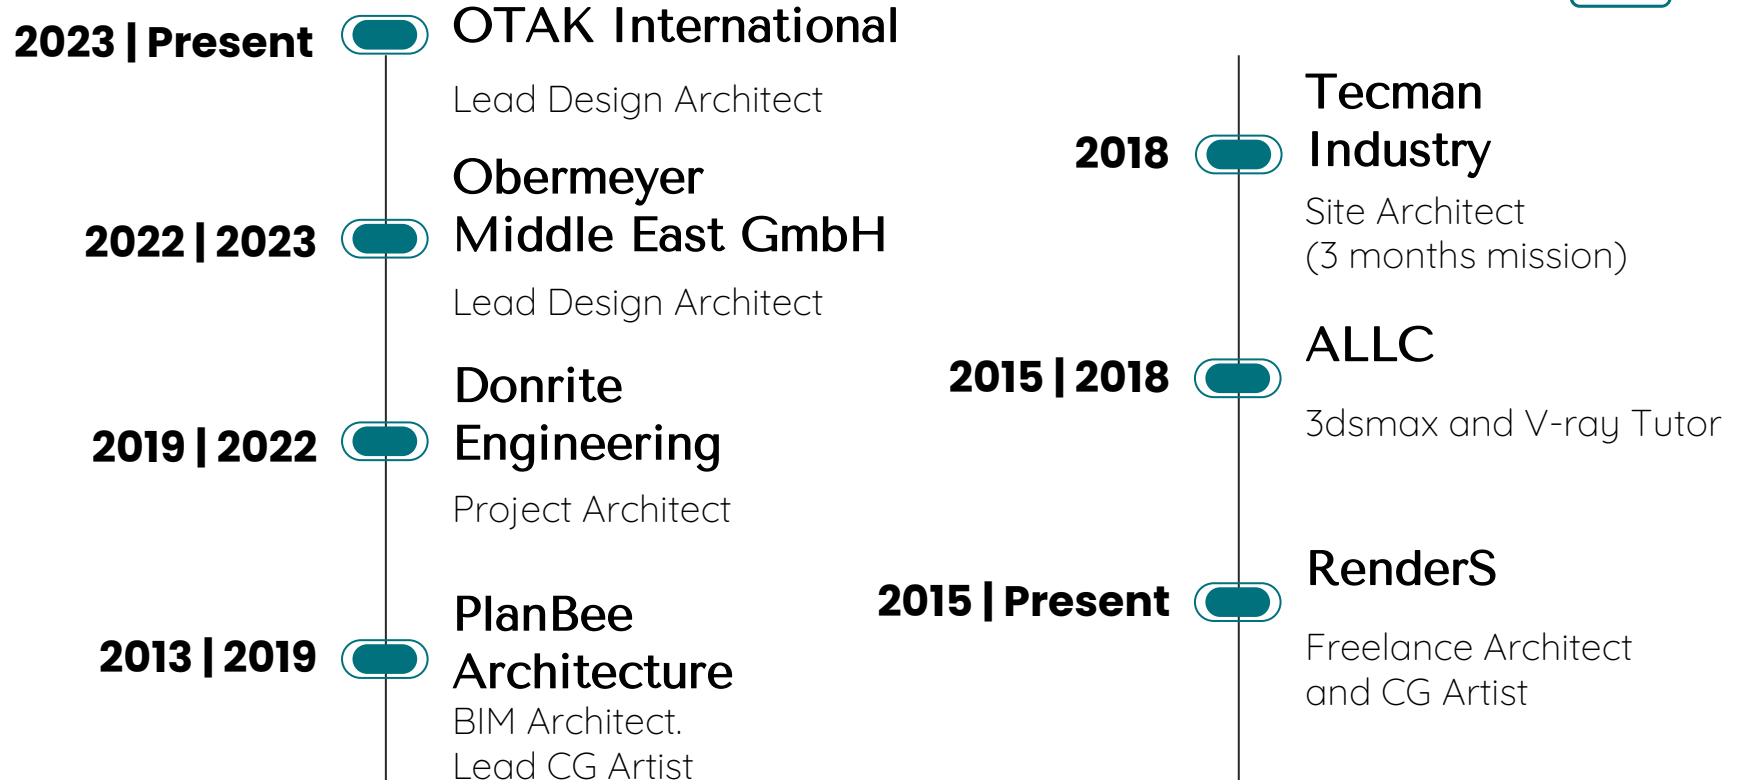 2023 | Present
OTAK International
Lead Design Architect
2022 | 2023
Obermeyer
Middle East GmbH
Lead Design Architect
2019 | 2022
Donrite
Engineering
Project Architect
2013 | 2019
PlanBee
Architecture
BIM Architect.
Lead CG Artist
2018
Tecman
Industry
Site Architect
(3 months mission)
2015 | 2018
ALLC
3dsmax and V-ray Tutor
2015 | Present
RenderS
Freelance Architect
and CG Artist